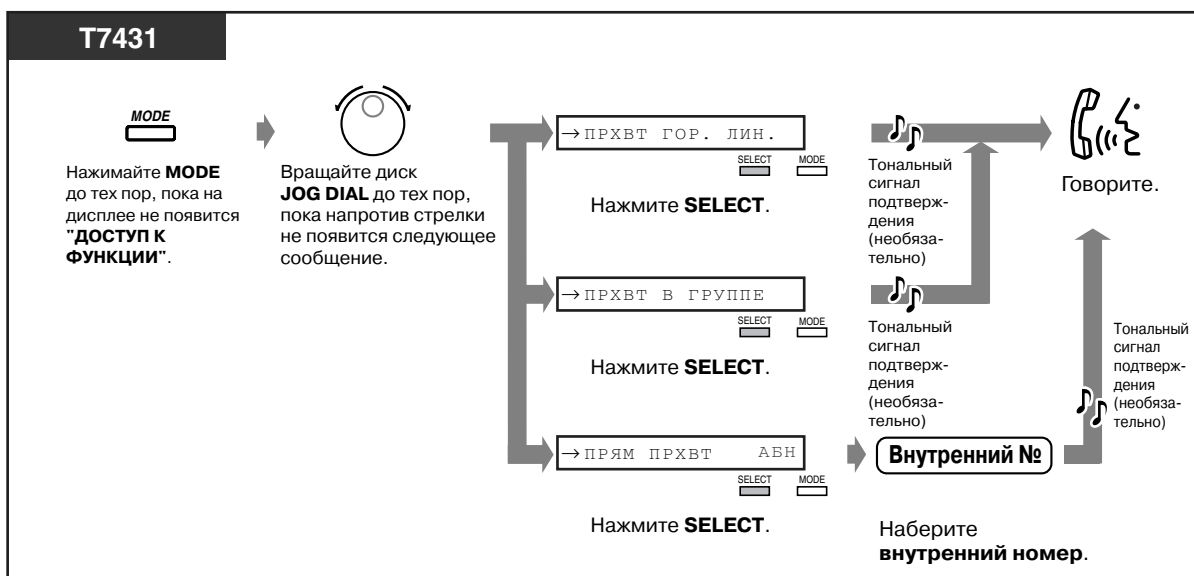 T7431
MODE
Нажимайте MODE
до тех пор, пока на
дисплее не появится
"ДОСТУП К
ФУНКЦИИ".
Вращайте диск
JOG DIAL до тех пор,
пока напротив стрелки
не появится следующее
сообщение.
→ПРХВТ ГОР. ЛИН.
SELECT MODE
Нажмите SELECT.
Тональный
сигнал
подтверж-
дения
(необяза-
тельно)
Говорите.
→ПРХВТ В ГРУППЕ
SELECT MODE
Нажмите SELECT.
Тональный
сигнал
подтверж-
дения
(необяза-
тельно)
→ПРЯМ ПРХВТ АБН
SELECT MODE
Нажмите SELECT.
Внутренний №
Наберите
внутренний номер.
Тональный
сигнал
подтверж-
дения
(необяза-
тельно)